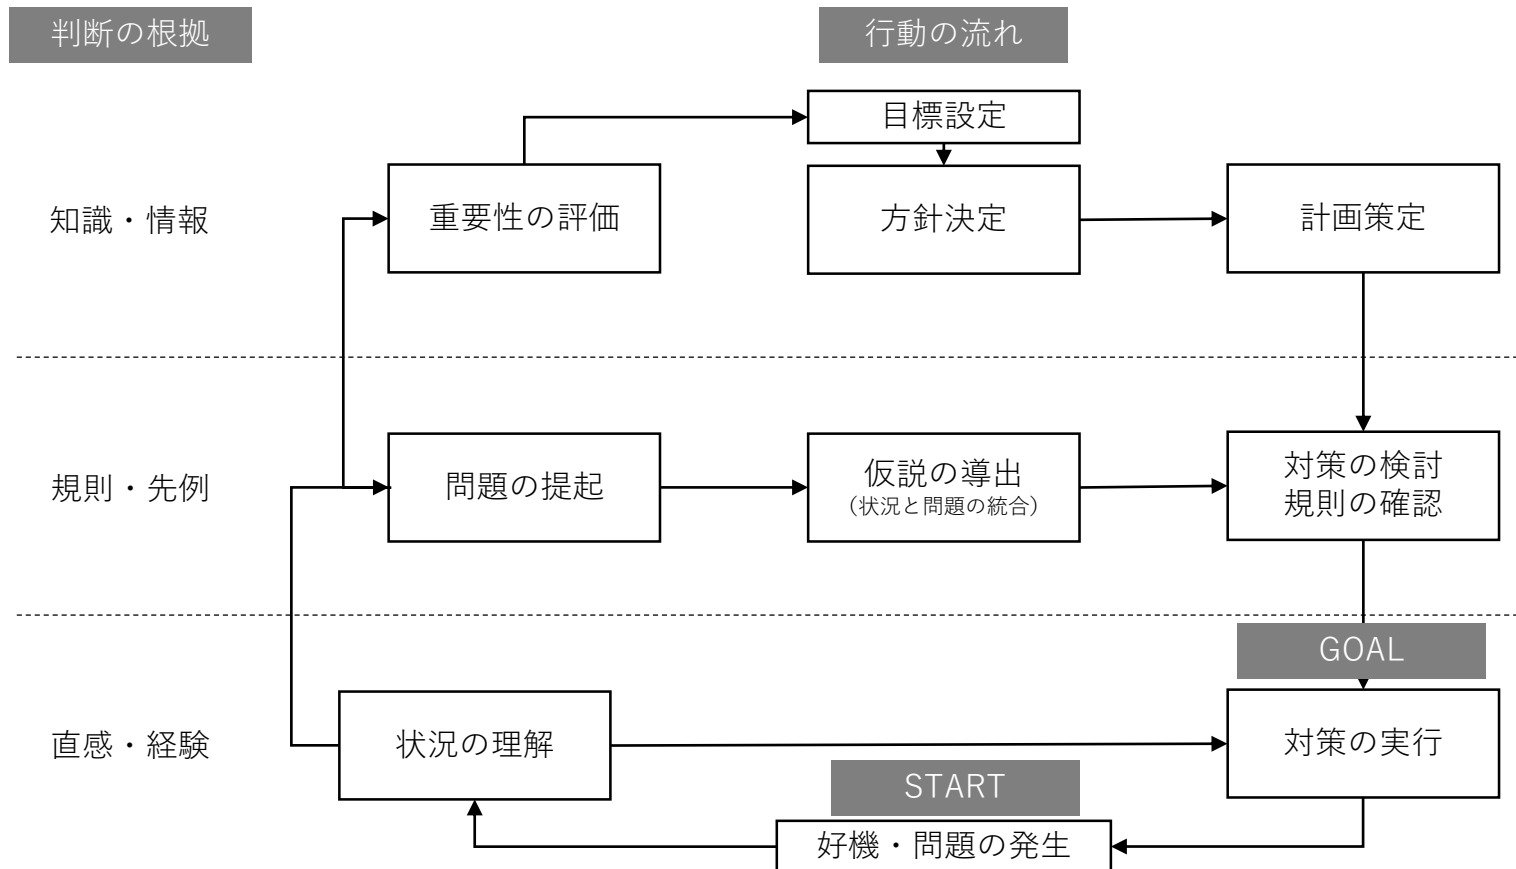 判断の根拠
行動の流れ
目標設定
知識・情報
重要性の評価
方針決定
計画策定
規則・先例
問題の提起
仮説の導出
（状況と問題の統合）
対策の検討
規則の確認
GOAL
直感・経験
状況の理解
対策の実行
START
好機・問題の発生